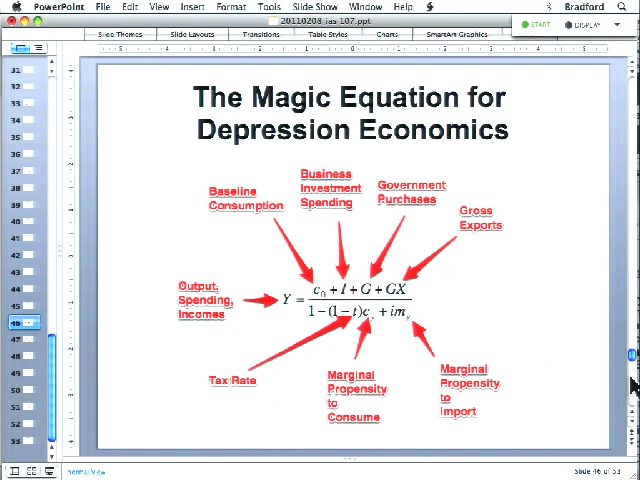 PowerPoint File Edit View Insert Format Tools Slide Show Window Help Bradford
20110208_ias_107.ppt
START DISPLAY
Slide Themes Slide Layouts Transitions Table Styles Charts SmartArt Graphics
31
32
33
34
35
36
37
38
39
40
41
42
43
44
45
46
47
48
49
50
51
52
53
The Magic Equation for
Depression Economics
Baseline
Consumption
Business
Investment
Spending
Government
Purchases
Gross
Exports
Output,
Spending,
Incomes
Y = (c₀ + I + G + GX) / (1 − (1 − t)cᵧ + imᵧ)
Tax Rate
Marginal
Propensity
to
Consume
Marginal
Propensity
to
Import
Normal View
Slide 46 of 53